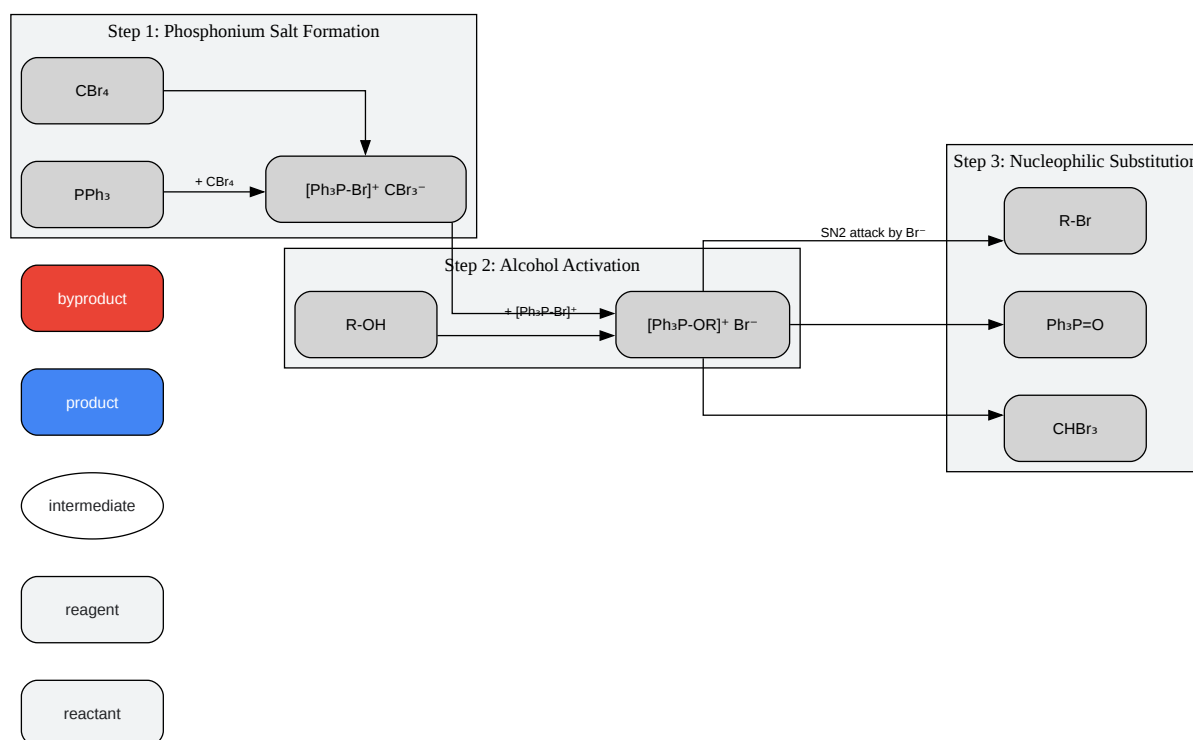 Step 1: Phosphonium Salt Formation
CBr₄
PPh₃
+ CBr₄
[Ph₃P-Br]⁺ CBr₃⁻
Step 2: Alcohol Activation
R-OH
+ [Ph₃P-Br]⁺
[Ph₃P-OR]⁺ Br⁻
SN2 attack by Br⁻
Step 3: Nucleophilic Substitution
R-Br
Ph₃P=O
CHBr₃
byproduct
product
intermediate
reagent
reactant